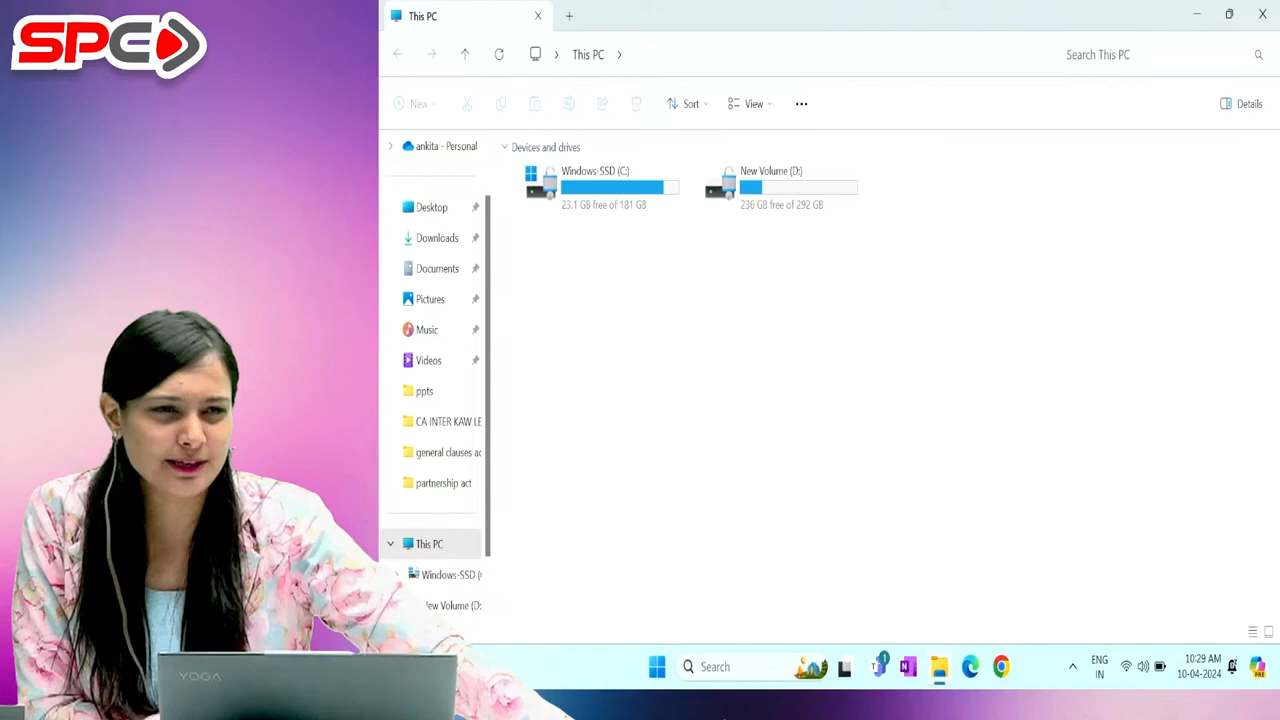 SPC
This PC
This PC
Search This PC
New
Sort
View
Details
ankita - Personal
Devices and drives
Windows-SSD (C:)
New Volume (D:)
23.1 GB free of 181 GB
236 GB free of 292 GB
Desktop
Downloads
Documents
Pictures
Music
Videos
ppts
CA INTER KAW LE
general clauses ac
partnership act
This PC
Windows-SSD (
New Volume (D:
Search
1
ENG
IN
10:29 AM
10-04-2024
PRE
YOGA